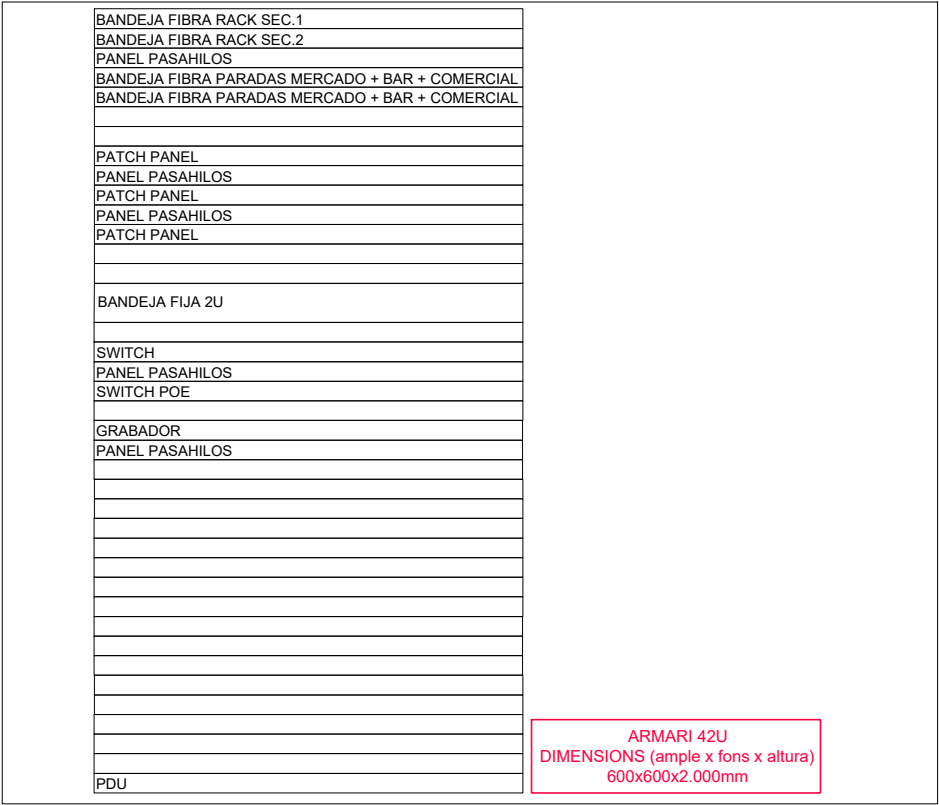 BANDEJA FIBRA RACK SEC.1
BANDEJA FIBRA RACK SEC.2
PANEL PASAHILOS
BANDEJA FIBRA PARADAS MERCADO + BAR + COMERCIAL
BANDEJA FIBRA PARADAS MERCADO + BAR + COMERCIAL
PATCH PANEL
PANEL PASAHILOS
PATCH PANEL
PANEL PASAHILOS
PATCH PANEL
BANDEJA FIJA 2U
SWITCH
PANEL PASAHILOS
SWITCH POE
GRABADOR
PANEL PASAHILOS
PDU
ARMARI 42U
DIMENSIONS (ample x fons x altura)
600x600x2.000mm